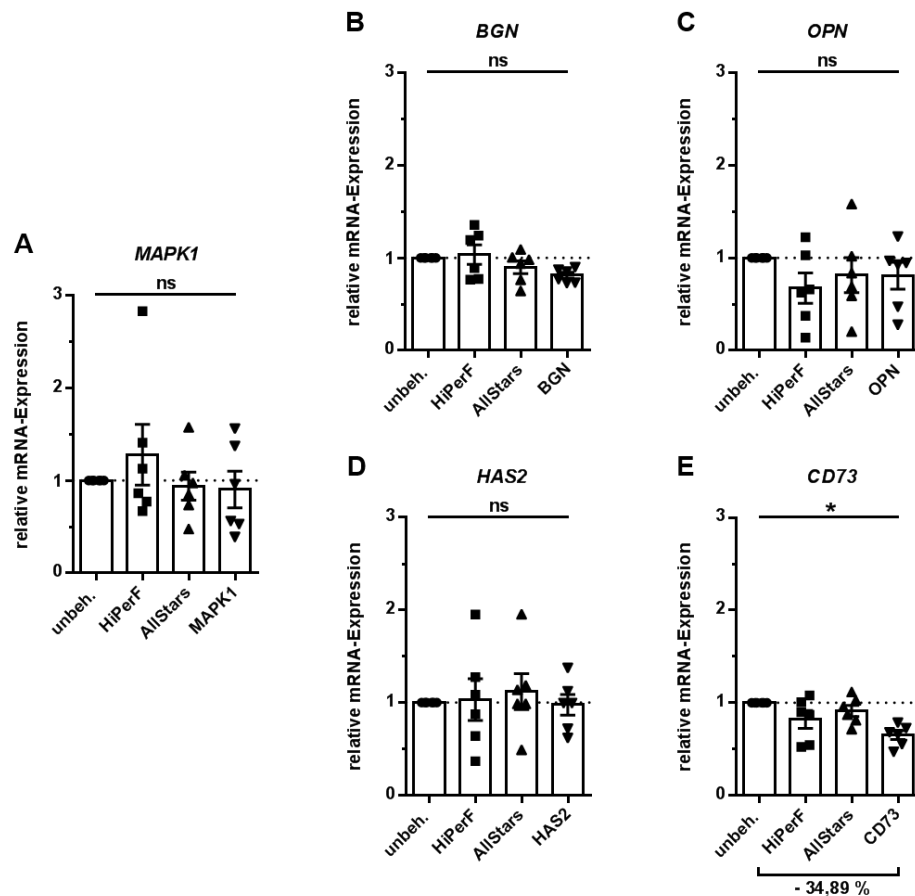 A
MAPK1
ns
relative mRNA-Expression
3
2
1
0
unbeh.
HiPerF
AllStars
MAPK1
B
BGN
ns
relative mRNA-Expression
3
2
1
0
unbeh.
HiPerF
AllStars
BGN
C
OPN
ns
relative mRNA-Expression
3
2
1
0
unbeh.
HiPerF
AllStars
OPN
D
HAS2
ns
relative mRNA-Expression
3
2
1
0
unbeh.
HiPerF
AllStars
HAS2
E
CD73
*
relative mRNA-Expression
3
2
1
0
unbeh.
HiPerF
AllStars
CD73
- 34,89 %